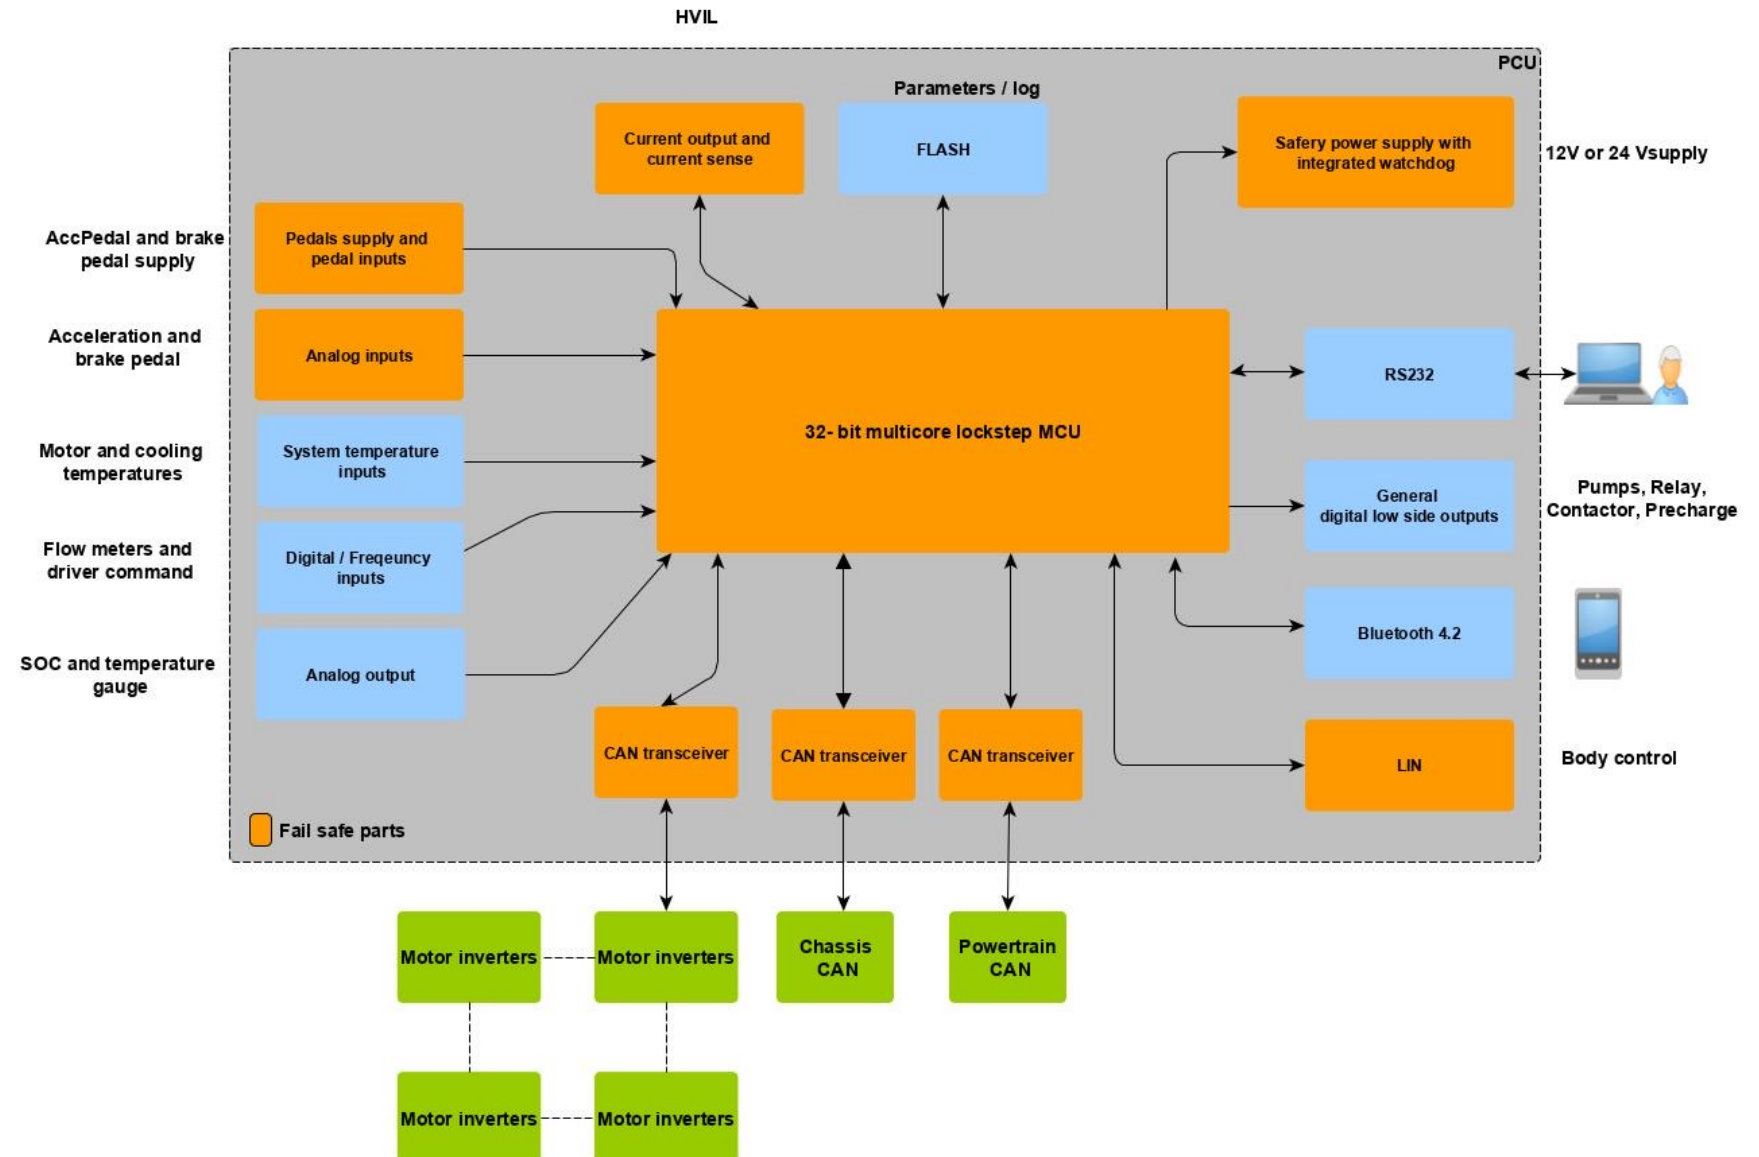 HVIL
PCU
Parameters / log
Current output and
current sense
FLASH
Safery power supply with
integrated watchdog
12V or 24 Vsupply
AccPedal and brake
pedal supply
Pedals supply and
pedal inputs
Acceleration and
brake pedal
Analog inputs
RS232
32- bit multicore lockstep MCU
Motor and cooling
temperatures
System temperature
inputs
General
digital low side outputs
Pumps, Relay,
Contactor, Precharge
Flow meters and
driver command
Digital / Freqeuncy
inputs
Bluetooth 4.2
SOC and temperature
gauge
Analog output
CAN transceiver
CAN transceiver
CAN transceiver
LIN
Body control
Fail safe parts
Motor inverters
Motor inverters
Chassis
CAN
Powertrain
CAN
Motor inverters
Motor inverters